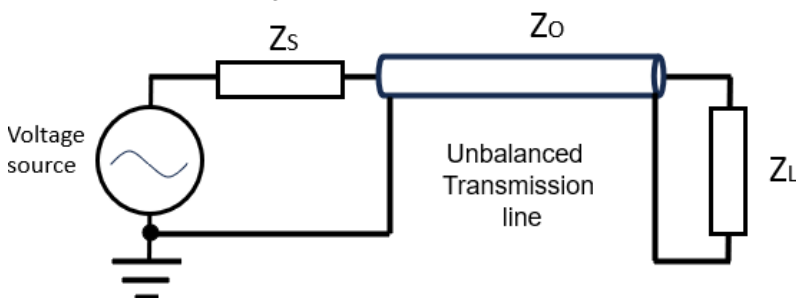 Zs
Zo
Voltage
source
Unbalanced
Transmission
line
ZL